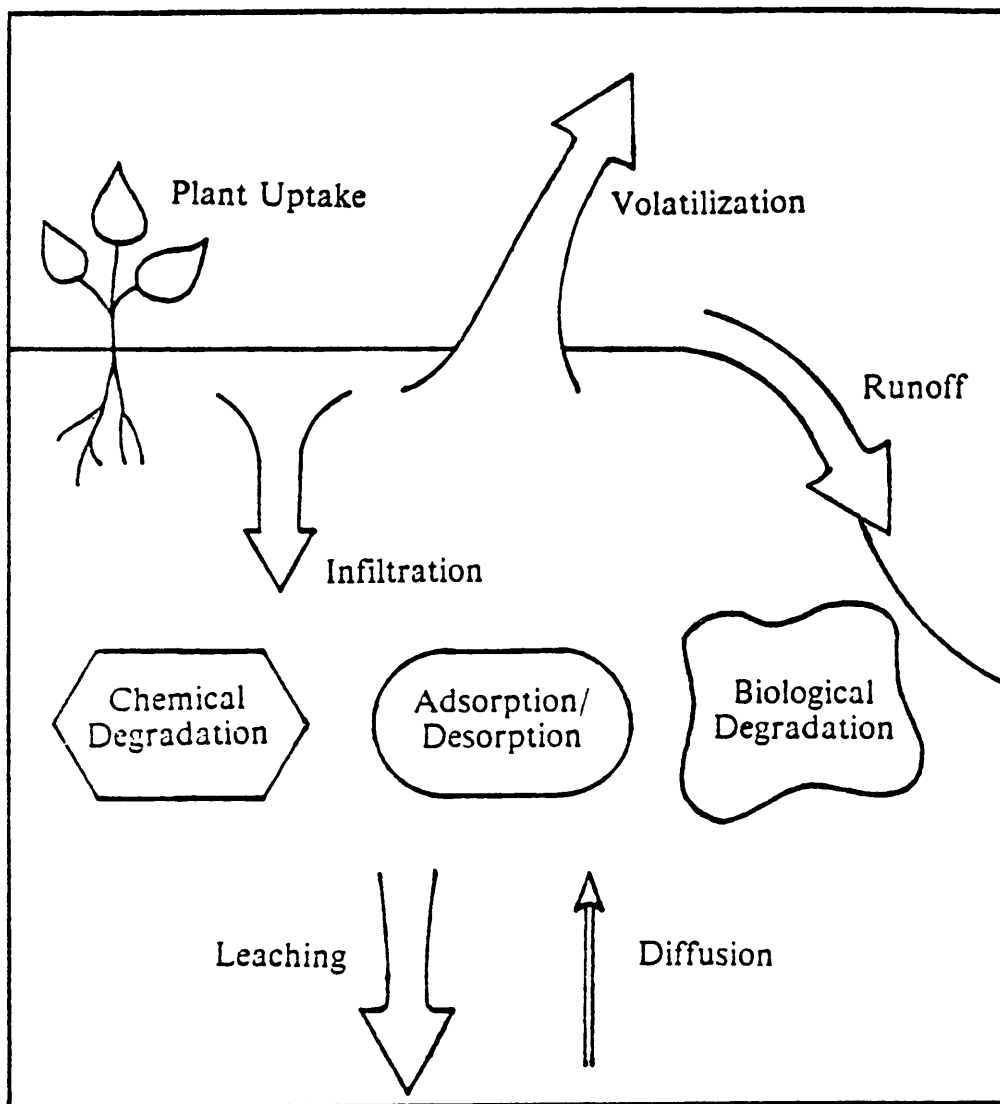 Plant Uptake
Volatilization
Runoff
Infiltration
Chemical
Degradation
Adsorption/
Desorption
Biological
Degradation
Leaching
Diffusion